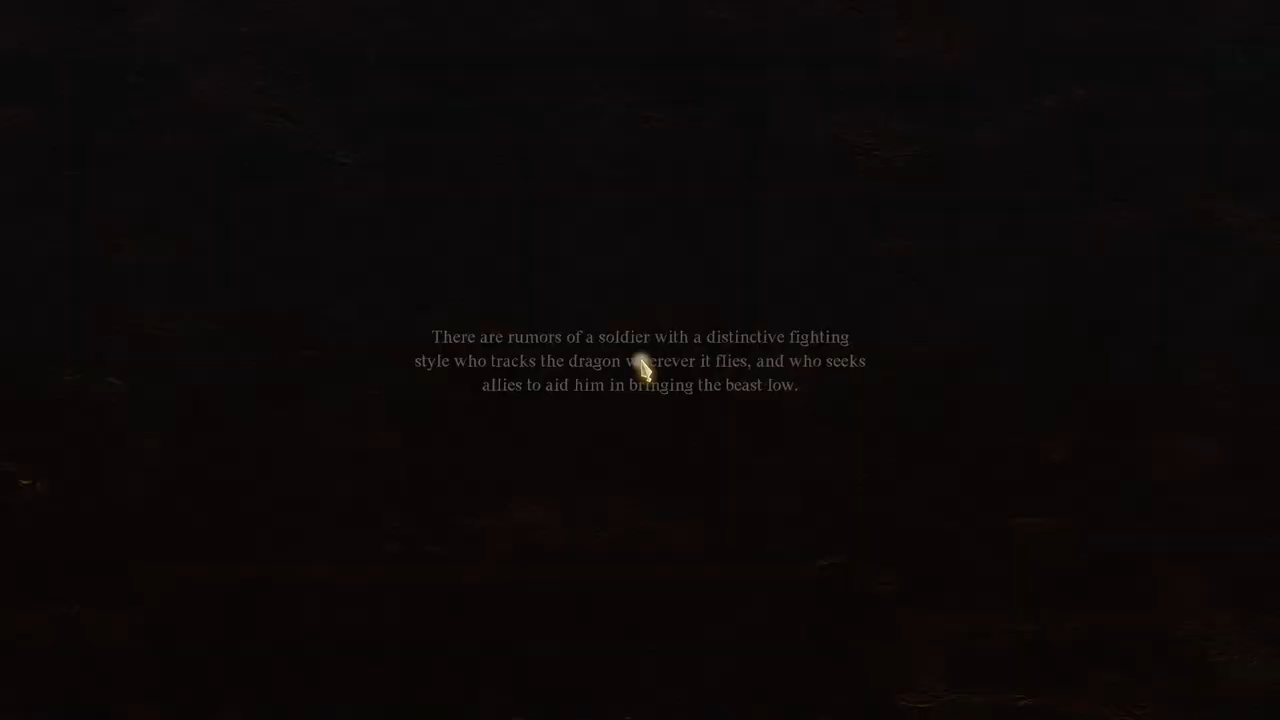 There are rumors of a soldier with a distinctive fighting
style who tracks the dragon wherever it flies, and who seeks
allies to aid him in bringing the beast low.